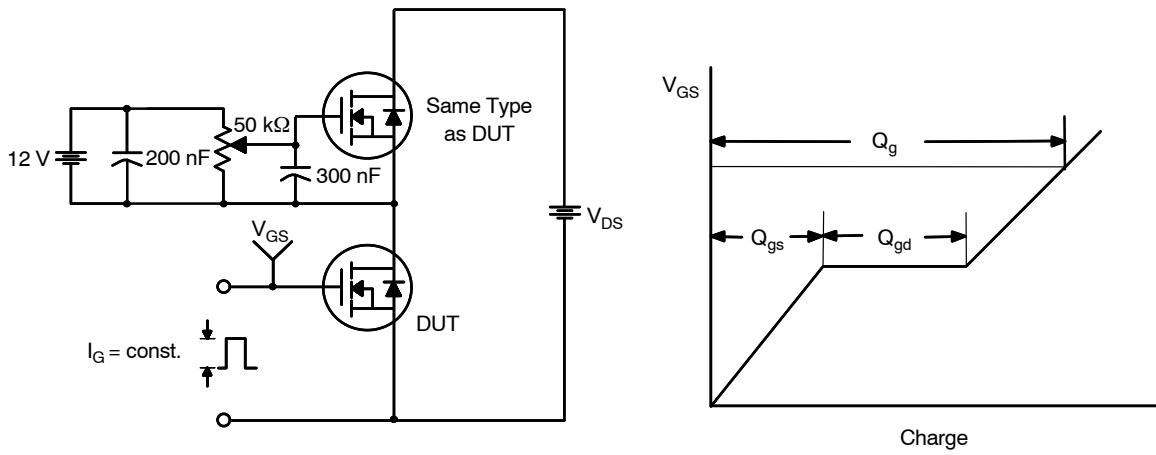 12 V
200 nF
50 kΩ
300 nF
Same Type
as DUT
V_GS
DUT
I_G = const.
V_DS
V_GS
Q_g
Q_gs
Q_gd
Charge